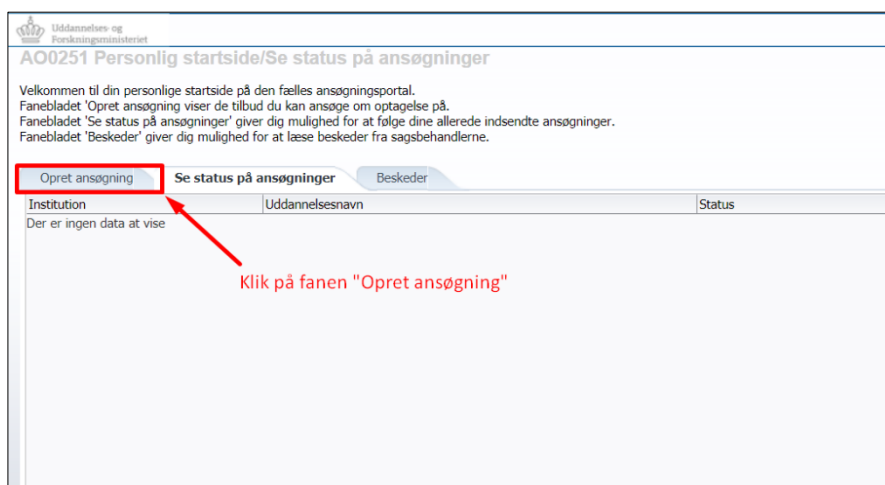 Uddannelses- og
Forskningsministeriet
AO0251 Personlig startside/Se status på ansøgninger
Velkommen til din personlige startside på den fælles ansøgningsportal.
Fanebladet 'Opret ansøgning viser de tilbud du kan ansøge om optagelse på.
Fanebladet 'Se status på ansøgninger' giver dig mulighed for at følge dine allerede indsendte ansøgninger.
Fanebladet 'Beskeder' giver dig mulighed for at læse beskeder fra sagsbehandlerne.
Opret ansøgning Se status på ansøgninger Beskeder
Institution Uddannelsesnavn Status
Der er ingen data at vise
Klik på fanen "Opret ansøgning"